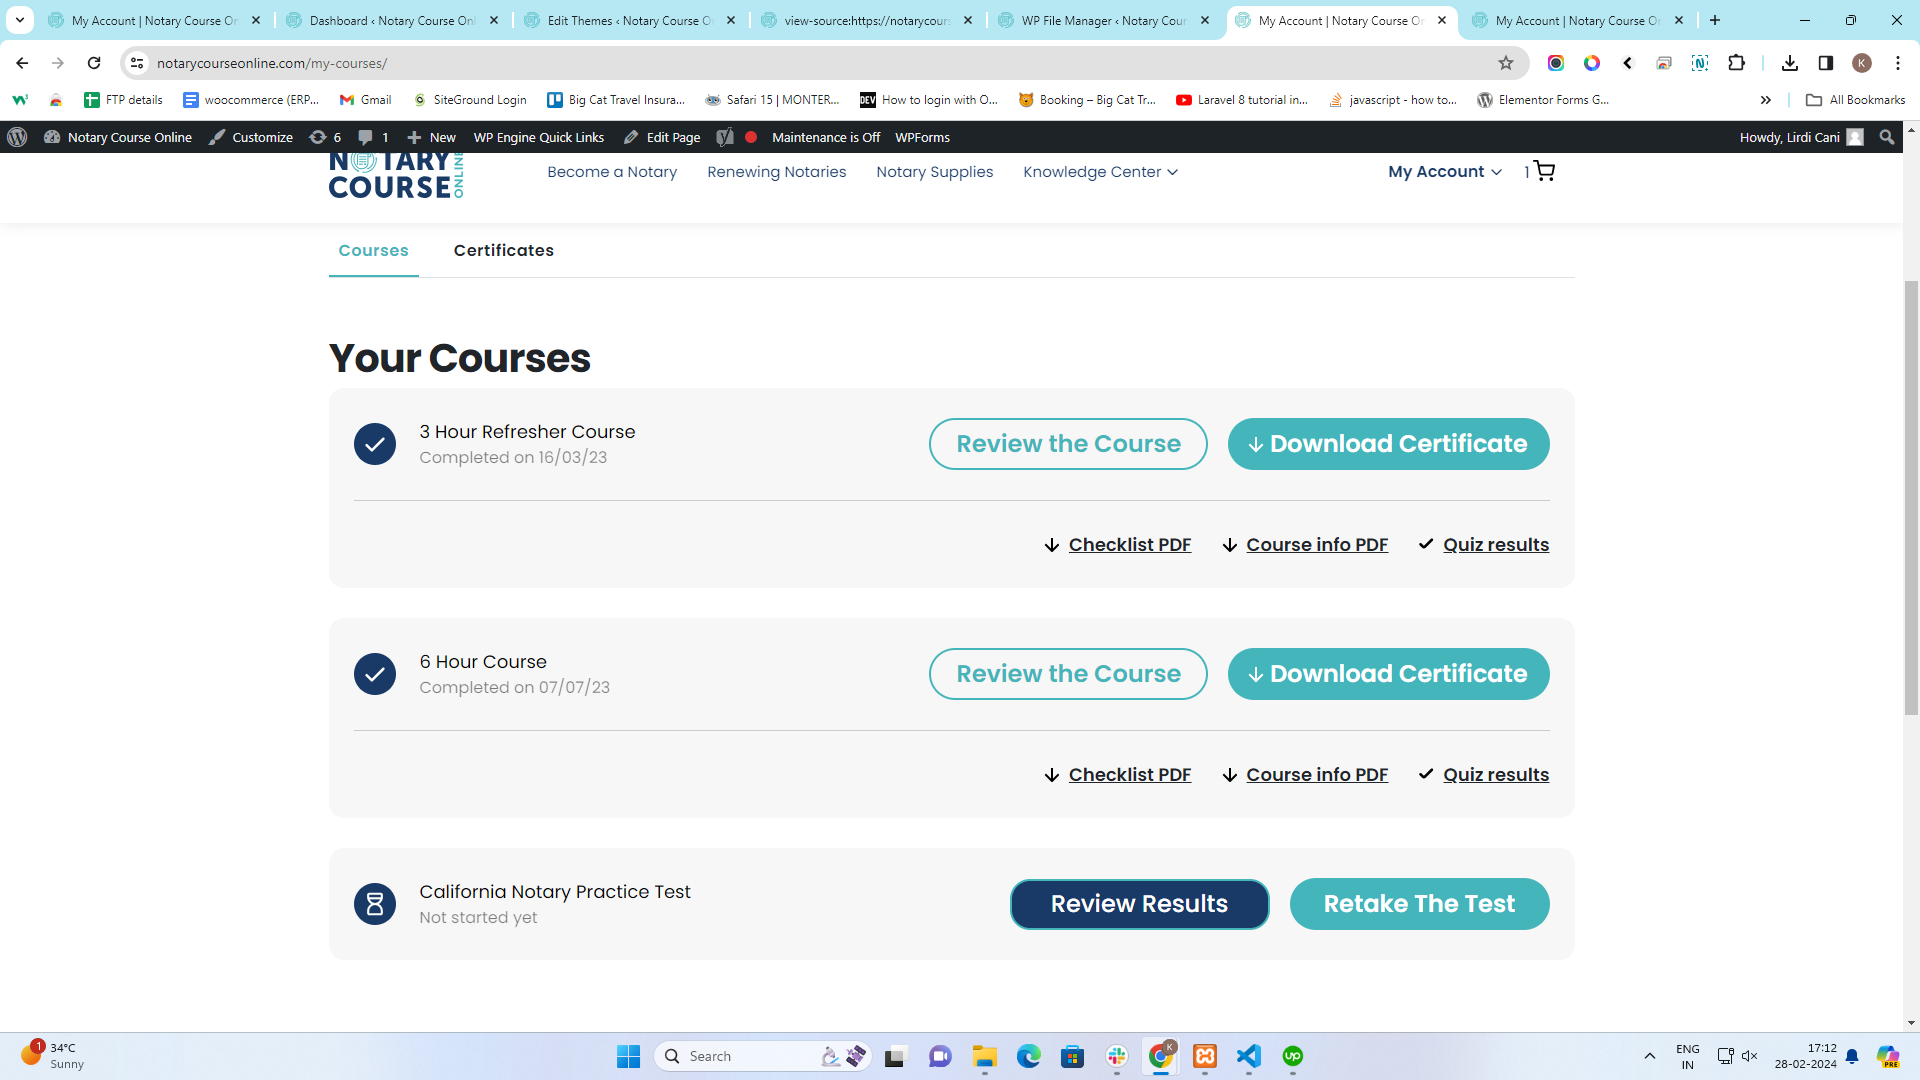 My Account | Notary Course On
Dashboard ‹ Notary Course Onl
Edit Themes ‹ Notary Course O
view-source:https://notarycours
WP File Manager ‹ Notary Cour
My Account | Notary Course On
My Account | Notary Course On
notarycourseonline.com/my-courses/
K
FTP details
woocommerce (ERP...
Gmail
SiteGround Login
Big Cat Travel Insura...
Safari 15 | MONTER...
DEV
How to login with O...
Booking – Big Cat Tr...
Laravel 8 tutorial in...
javascript - how to...
Elementor Forms G...
All Bookmarks
Notary Course Online
Customize
6
1
New
WP Engine Quick Links
Edit Page
Maintenance is Off
WPForms
Howdy, Lirdi Cani
NOTARY
COURSE
ONLINE
Become a Notary
Renewing Notaries
Notary Supplies
Knowledge Center
My Account
1
Courses
Certificates
Your Courses
3 Hour Refresher Course
Completed on 16/03/23
Review the Course
Download Certificate
Checklist PDF
Course info PDF
Quiz results
6 Hour Course
Completed on 07/07/23
Review the Course
Download Certificate
Checklist PDF
Course info PDF
Quiz results
California Notary Practice Test
Not started yet
Review Results
Retake The Test
1
34°C
Sunny
Search
K
up
ENG
IN
17:12
28-02-2024
PRE